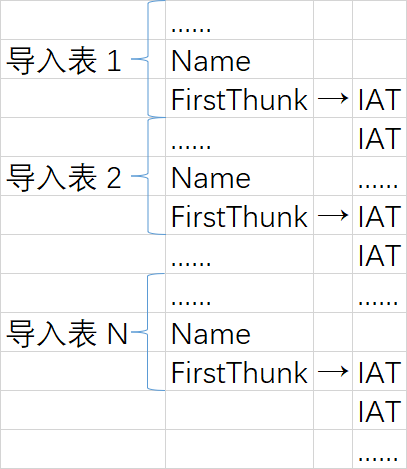 ......
导入表 1 Name
FirstThunk → IAT
IAT
......
导入表 2 Name ......
FirstThunk → IAT
...... IAT
...... ......
导入表 N Name
FirstThunk → IAT
IAT
......